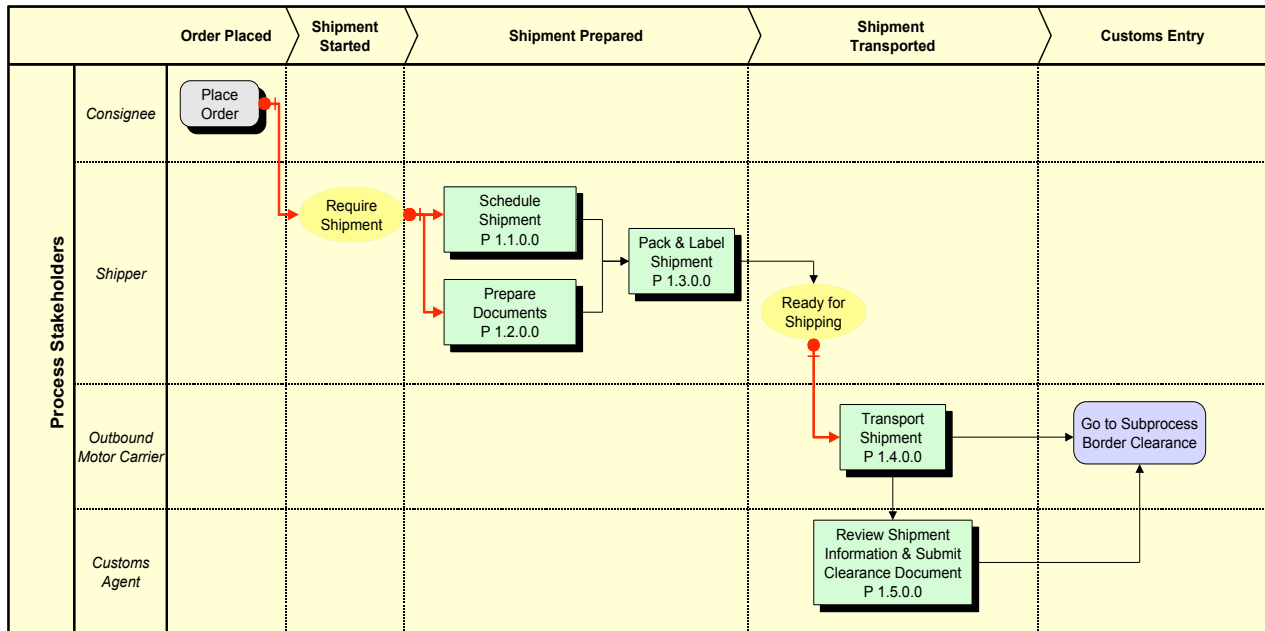 Order Placed
Shipment
Started
Shipment Prepared
Shipment
Transported
Customs Entry
Process Stakeholders
Consignee
Place
Order
Shipper
Require
Shipment
Schedule
Shipment
P 1.1.0.0
Prepare
Documents
P 1.2.0.0
Pack & Label
Shipment
P 1.3.0.0
Ready for
Shipping
Outbound
Motor Carrier
Transport
Shipment
P 1.4.0.0
Go to Subprocess
Border Clearance
Customs
Agent
Review Shipment
Information & Submit
Clearance Document
P 1.5.0.0